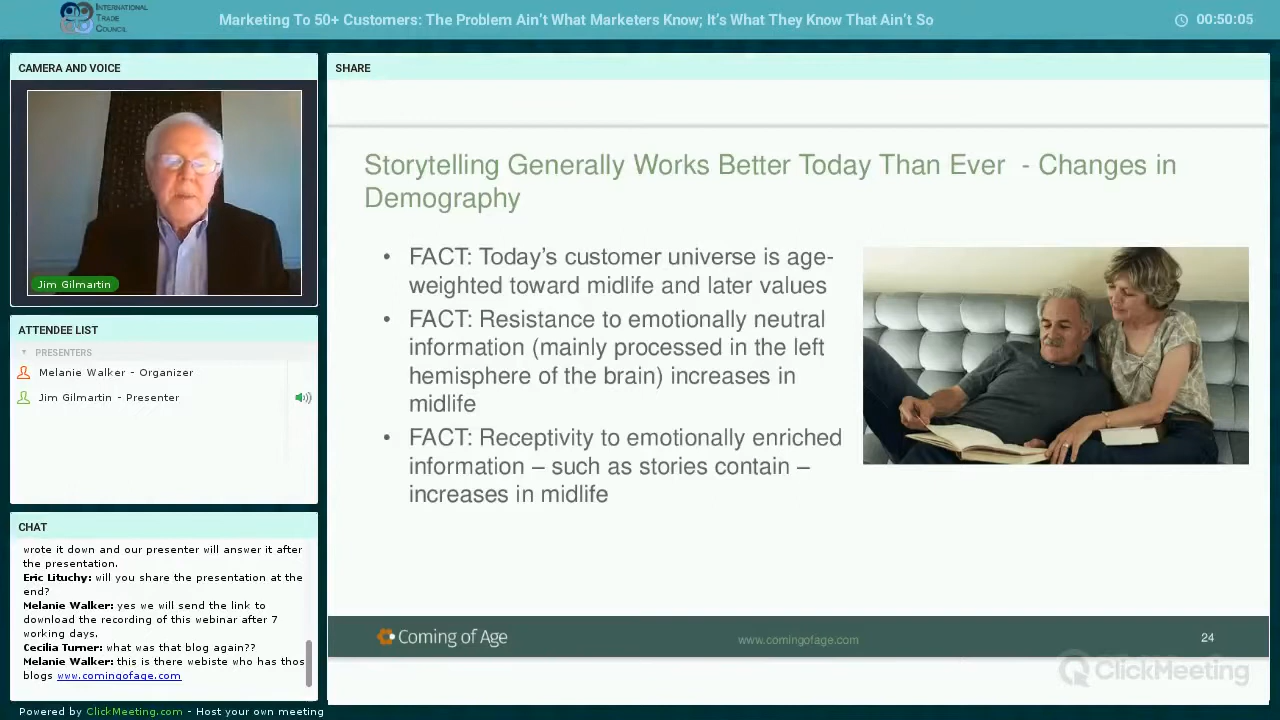 INTERNATIONAL
TRADE
COUNCIL
Marketing To 50+ Customers: The Problem Ain't What Marketers Know; It's What They Know That Ain't So
00:50:05
CAMERA AND VOICE
Jim Gilmartin
ATTENDEE LIST
PRESENTERS
Melanie Walker - Organizer
Jim Gilmartin - Presenter
CHAT
wrote it down and our presenter will answer it after
the presentation.
Eric Lituchy: will you share the presentation at the
end?
Melanie Walker: yes we will send the link to
download the recording of this webinar after 7
working days.
Cecilia Turner: what was that blog again??
Melanie Walker: this is there webiste who has thos
blogs www.comingofage.com
SHARE
Storytelling Generally Works Better Today Than Ever - Changes in
Demography
• FACT: Today's customer universe is age-
weighted toward midlife and later values
• FACT: Resistance to emotionally neutral
information (mainly processed in the left
hemisphere of the brain) increases in
midlife
• FACT: Receptivity to emotionally enriched
information – such as stories contain –
increases in midlife
Coming of Age
www.comingofage.com
24
ClickMeeting
Powered by ClickMeeting.com - Host your own meeting